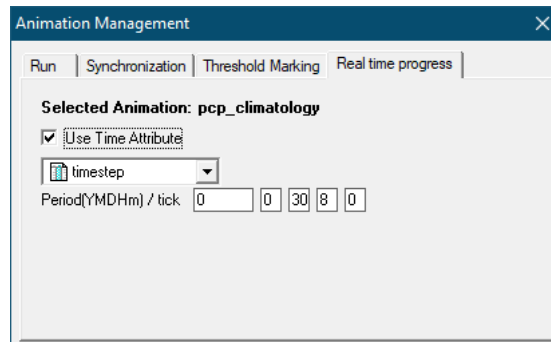 Animation Management
Run Synchronization Threshold Marking Real time progress
Selected Animation: pcp_climatology
Use Time Attribute
timestep
Period(YMDHm) / tick 0 0 30 8 0